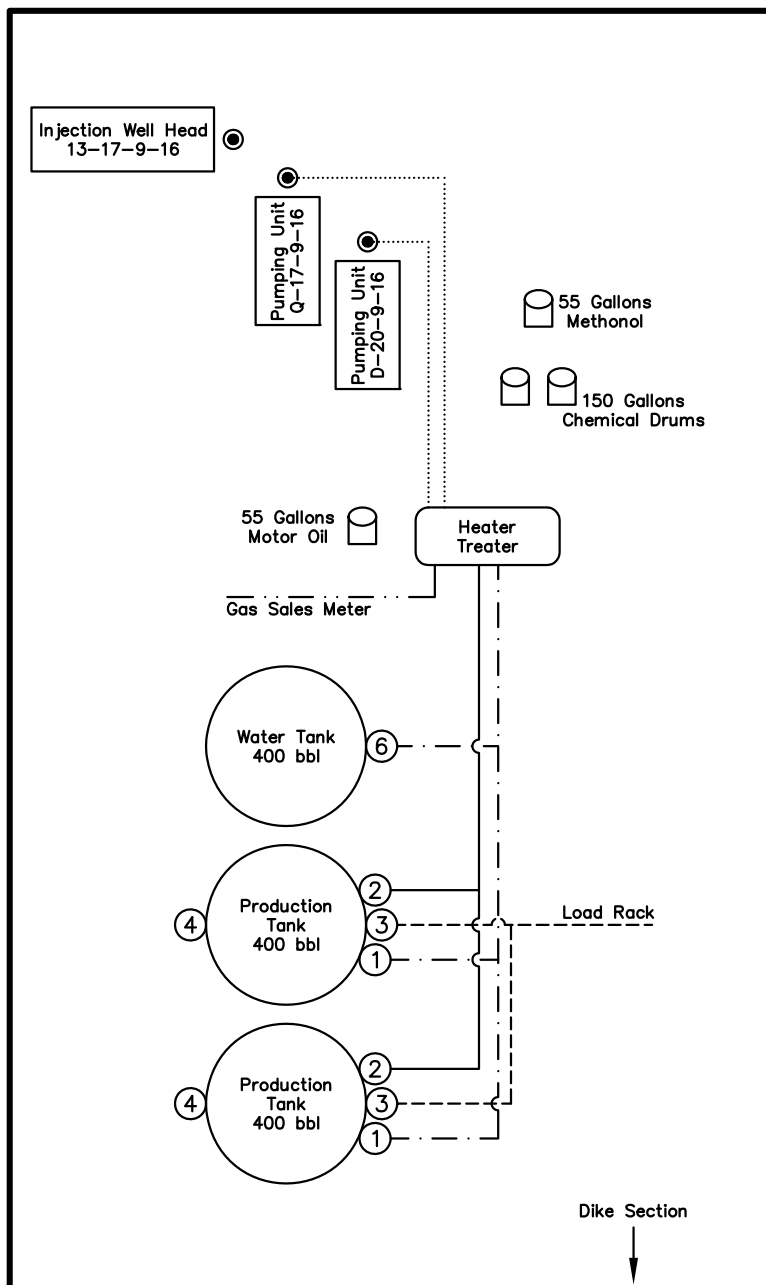 Injection Well Head
13-17-9-16
Pumping Unit
Q-17-9-16
Pumping Unit
D-20-9-16
55 Gallons
Methonol
150 Gallons
Chemical Drums
55 Gallons
Motor Oil
Heater
Treater
Gas Sales Meter
Water Tank
400 bbl
6
Production
Tank
400 bbl
4
2
3
1
Load Rack
Production
Tank
400 bbl
4
2
3
1
Dike Section